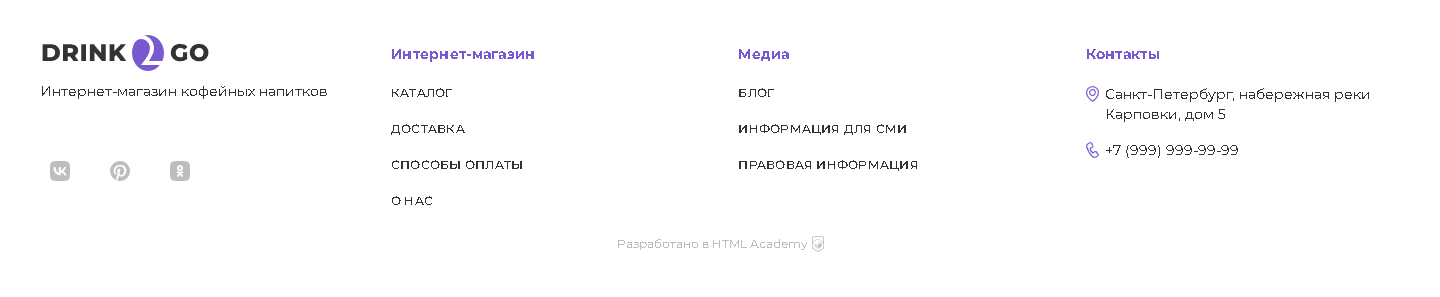 DRINK 2 GO
Интернет-магазин кофейных напитков
Интернет-магазин
КАТАЛОГ
ДОСТАВКА
СПОСОБЫ ОПЛАТЫ
О НАС
Медиа
БЛОГ
ИНФОРМАЦИЯ ДЛЯ СМИ
ПРАВОВАЯ ИНФОРМАЦИЯ
Контакты
Санкт-Петербург, набережная реки
Карповки, дом 5
+7 (999) 999-99-99
Разработано в HTML Academy